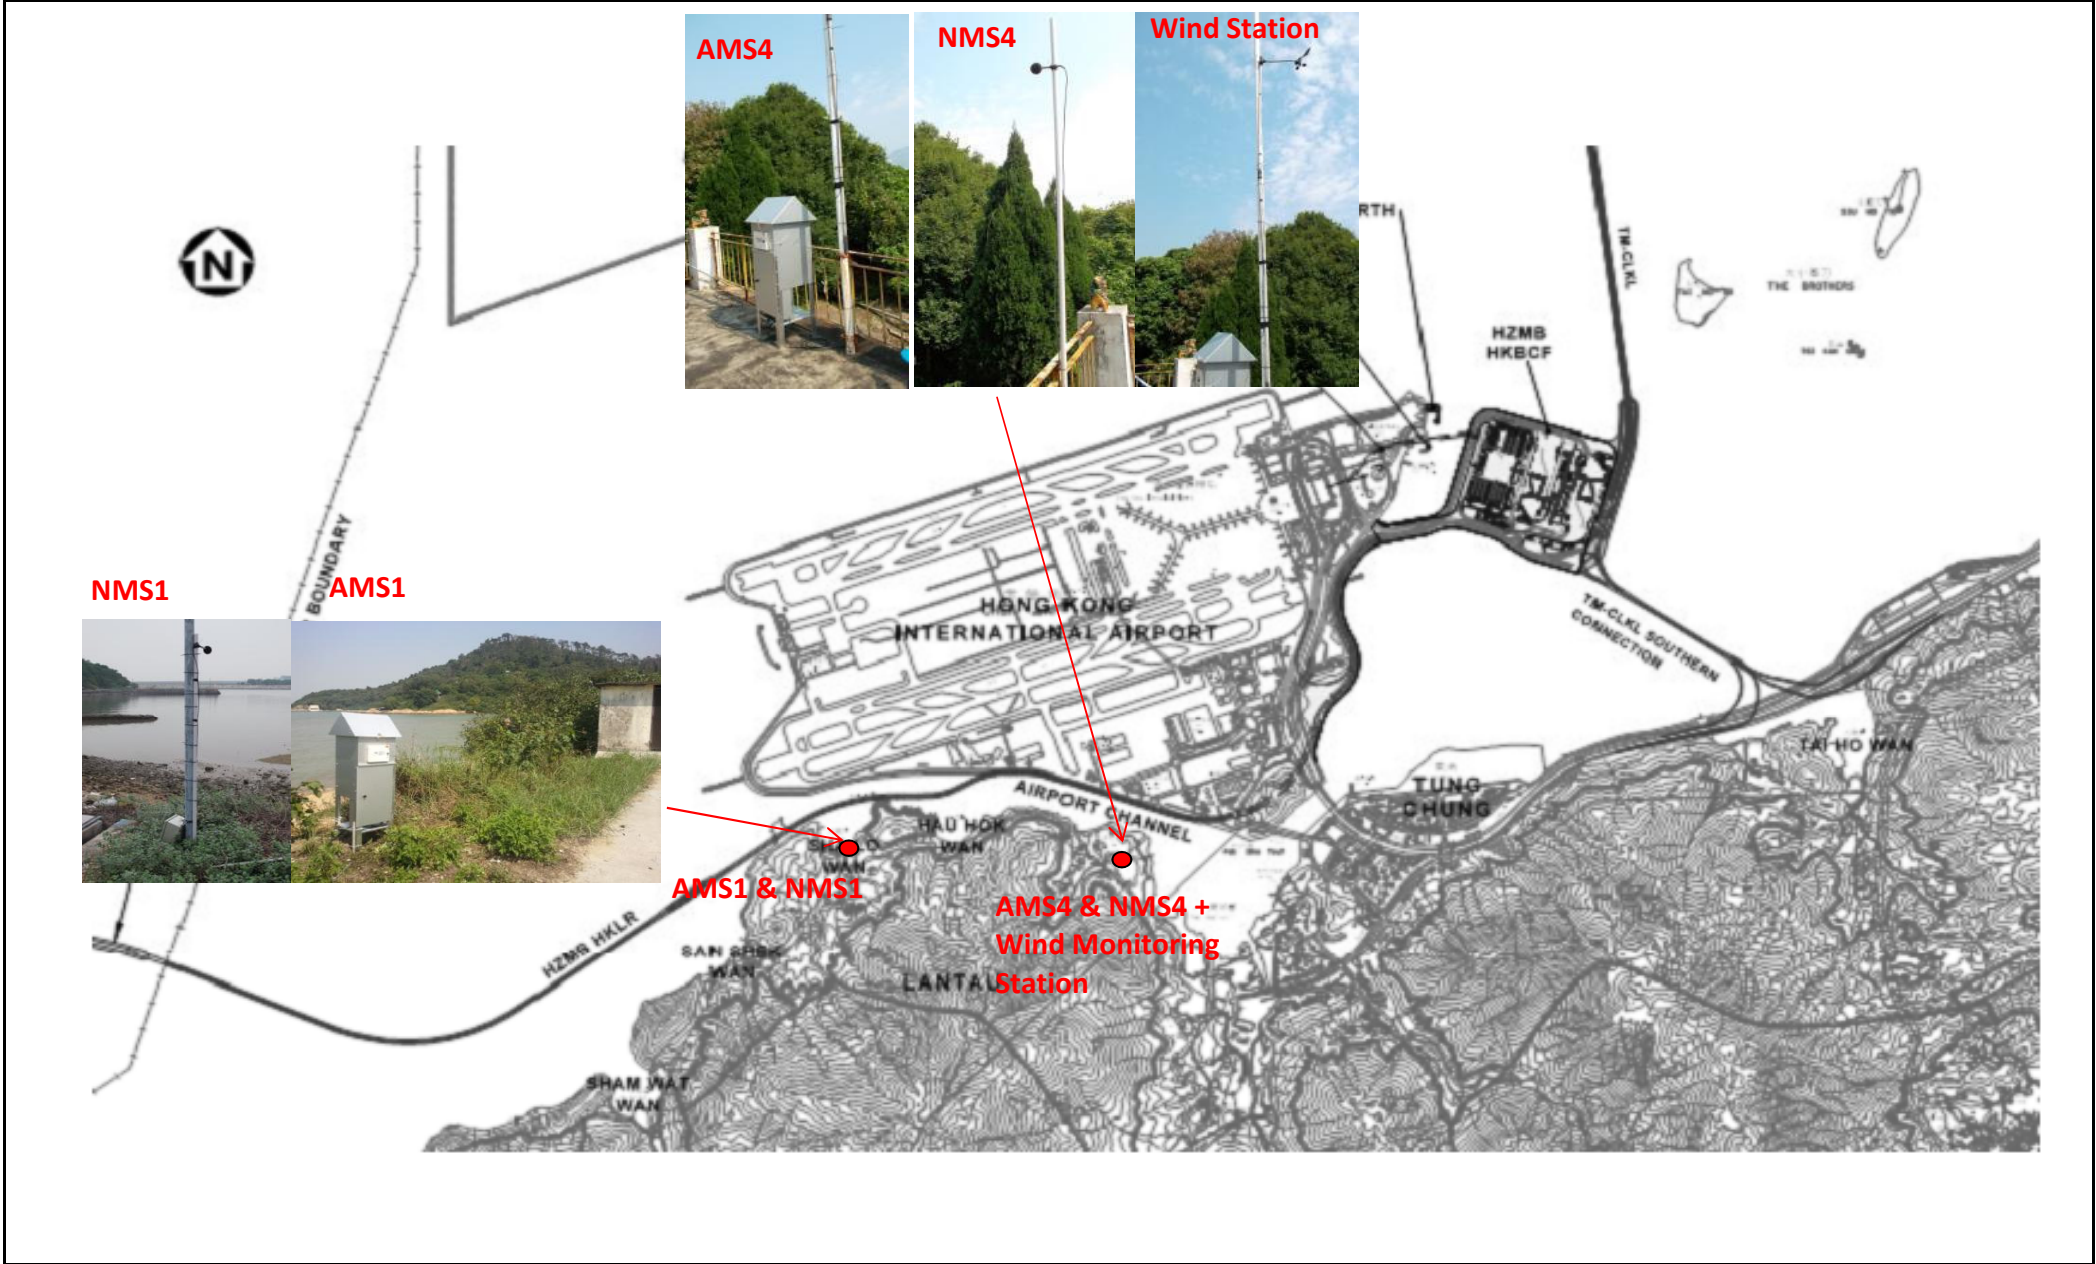 AMS4
NMS4
Wind Station
RTH
TM-CLKL
THE BROTHERS
N
HZMB
HKBCF
BOUNDARY
NMS1
AMS1
HONG KONG
INTERNATIONAL AIRPORT
TM-CLKL SOUTHERN
CONNECTION
TAI HO WAN
TUNG
CHUNG
AIRPORT CHANNEL
HAU HOK
WAN
WAN
AMS1 & NMS1
AMS4 & NMS4 +
Wind Monitoring
Station
HZMB HKLR
SAN SHEK
WAN
LANTAU
SHAM WAT
WAN